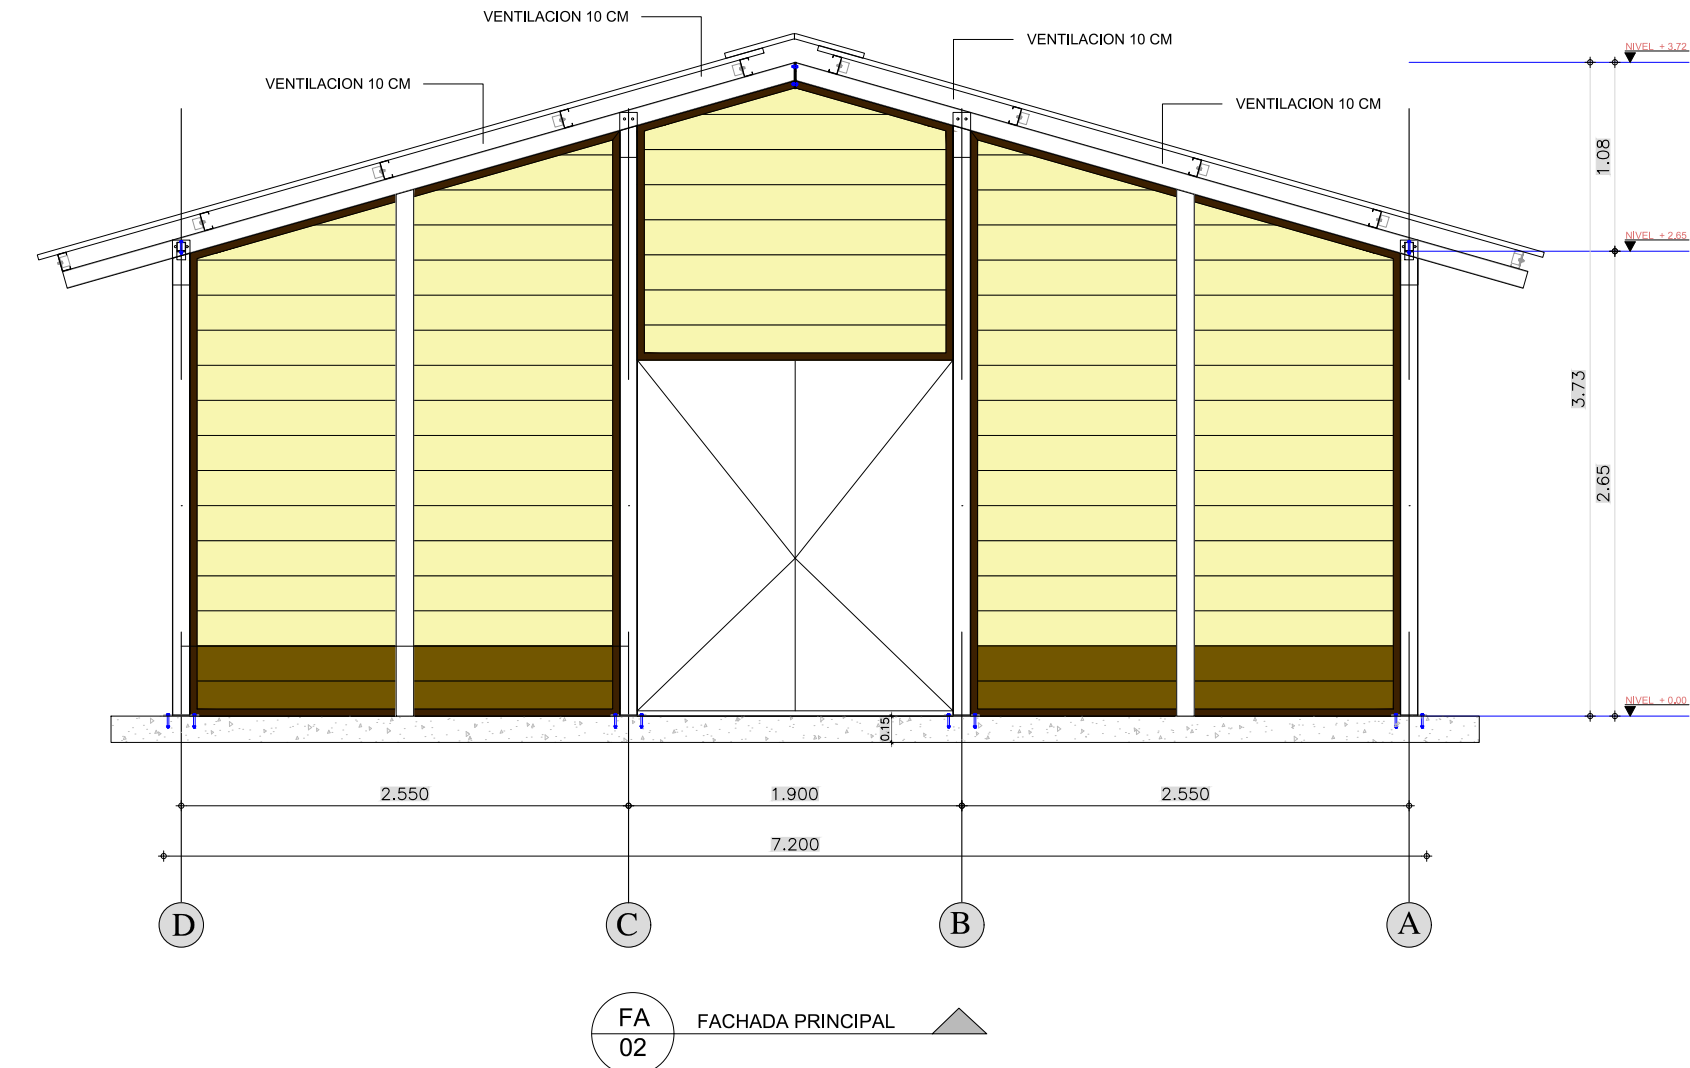 VENTILACION 10 CM
VENTILACION 10 CM
VENTILACION 10 CM
VENTILACION 10 CM
NIVEL + 3,72
1.08
NIVEL + 2,65
3.73
2.65
NIVEL + 0,00
0.15
2.550
1.900
2.550
7.200
D
C
B
A
FA
02
FACHADA PRINCIPAL